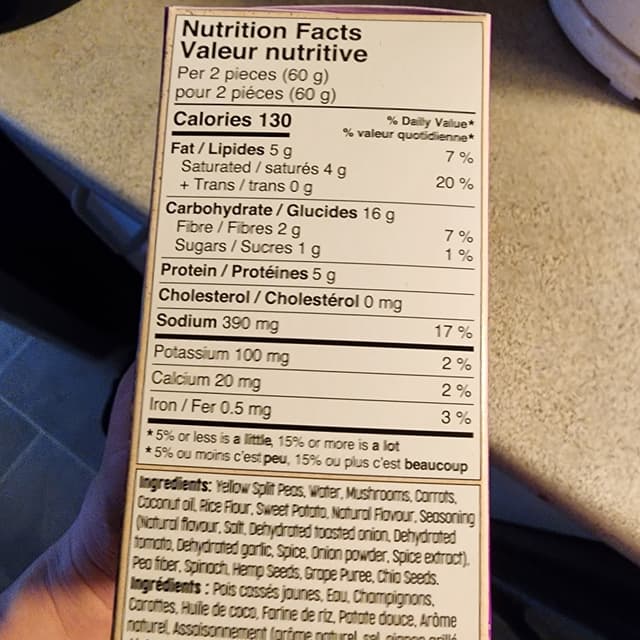 Nutrition Facts
Valeur nutritive
Per 2 pieces (60 g)
pour 2 piéces (60 g)
Calories 130
% Daily Value*
% valeur quotidienne*
Fat / Lipides 5 g 7 %
Saturated / saturés 4 g
+ Trans / trans 0 g 20 %
Carbohydrate / Glucides 16 g
Fibre / Fibres 2 g 7 %
Sugars / Sucres 1 g 1 %
Protein / Protéines 5 g
Cholesterol / Cholestérol 0 mg
Sodium 390 mg 17 %
Potassium 100 mg 2 %
Calcium 20 mg 2 %
Iron / Fer 0.5 mg 3 %
* 5% or less is a little, 15% or more is a lot
* 5% ou moins c'est peu, 15% ou plus c'est beaucoup
Ingredients: Yellow Split Peas, Water, Mushrooms, Carrots,
Coconut oil, Rice Flour, Sweet Potato, Natural Flavour, Seasoning
(Natural flavour, Salt, Dehydrated toasted onion, Dehydrated
tomato, Dehydrated garlic, Spice, Onion powder, Spice extract),
Pea fiber, Spinach, Hemp Seeds, Grape Puree, Chia Seeds.
Ingrédients : Pois cassés jaunes, Eau, Champignons,
Carottes, Huile de coco, Farine de riz, Patate douce, Arôme
naturel, Assaisonnement (arôme naturel, sel, oignon grillé